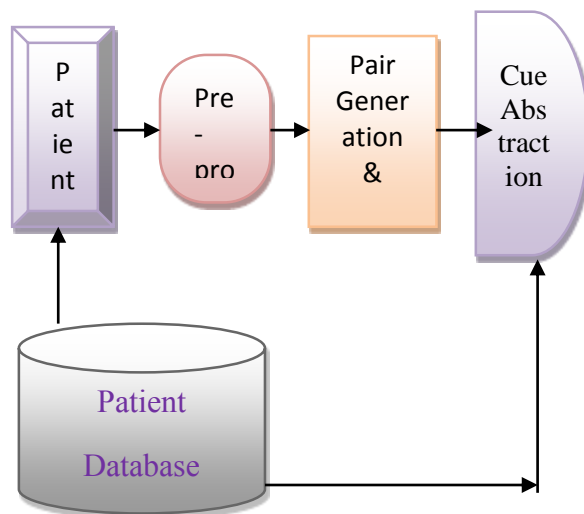 P
at
ie
nt
Pre
-
pro
Pair
Gener
ation
&
Cue
Abs
tract
ion
Patient
Database